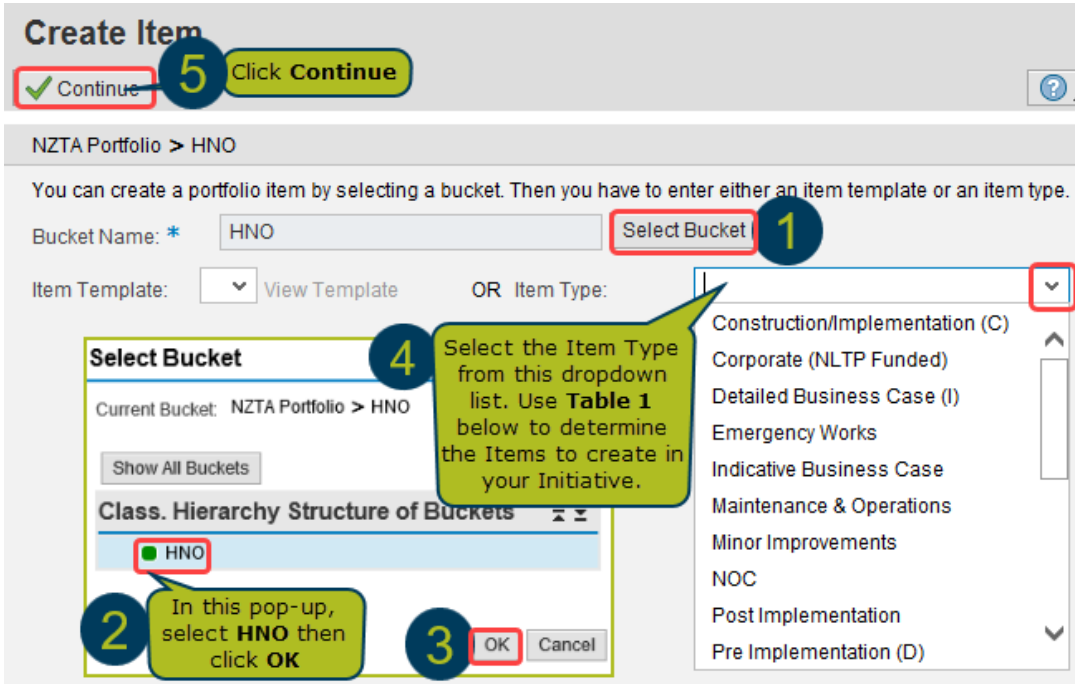 Create Item
Continue
5
Click Continue
NZTA Portfolio > HNO
You can create a portfolio item by selecting a bucket. Then you have to enter either an item template or an item type.
Bucket Name: *
HNO
Select Bucket
1
Item Template:
View Template
OR Item Type:
Construction/Implementation (C)
Corporate (NLTP Funded)
Detailed Business Case (I)
Emergency Works
Indicative Business Case
Maintenance & Operations
Minor Improvements
NOC
Post Implementation
Pre Implementation (D)
4
Select the Item Type
from this dropdown
list. Use Table 1
below to determine
the Items to create in
your Initiative.
Select Bucket
Current Bucket: NZTA Portfolio > HNO
Show All Buckets
Class. Hierarchy Structure of Buckets
HNO
2
In this pop-up,
select HNO then
click OK
3
OK
Cancel